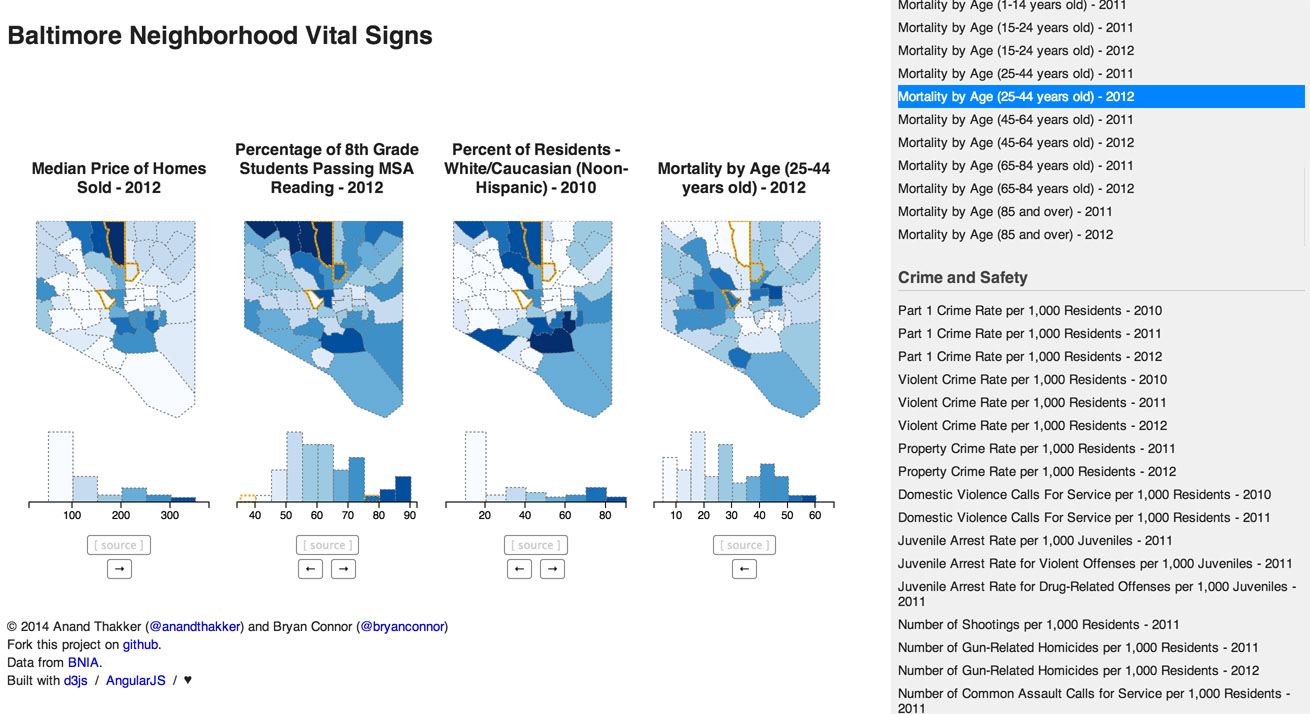 Baltimore Neighborhood Vital Signs
Median Price of Homes
Sold - 2012
100 200 300
[ source ]
→
Percentage of 8th Grade
Students Passing MSA
Reading - 2012
40 50 60 70 80 90
[ source ]
← →
Percent of Residents -
White/Caucasian (Noon-
Hispanic) - 2010
20 40 60 80
[ source ]
← →
Mortality by Age (25-44
years old) - 2012
10 20 30 40 50 60
[ source ]
←
© 2014 Anand Thakker (@anandthakker) and Bryan Connor (@bryanconnor)
Fork this project on github.
Data from BNIA.
Built with d3js / AngularJS / ♥
Mortality by Age (1-14 years old) - 2011
Mortality by Age (15-24 years old) - 2011
Mortality by Age (15-24 years old) - 2012
Mortality by Age (25-44 years old) - 2011
Mortality by Age (25-44 years old) - 2012
Mortality by Age (45-64 years old) - 2011
Mortality by Age (45-64 years old) - 2012
Mortality by Age (65-84 years old) - 2011
Mortality by Age (65-84 years old) - 2012
Mortality by Age (85 and over) - 2011
Mortality by Age (85 and over) - 2012
Crime and Safety
Part 1 Crime Rate per 1,000 Residents - 2010
Part 1 Crime Rate per 1,000 Residents - 2011
Part 1 Crime Rate per 1,000 Residents - 2012
Violent Crime Rate per 1,000 Residents - 2010
Violent Crime Rate per 1,000 Residents - 2011
Violent Crime Rate per 1,000 Residents - 2012
Property Crime Rate per 1,000 Residents - 2011
Property Crime Rate per 1,000 Residents - 2012
Domestic Violence Calls For Service per 1,000 Residents - 2010
Domestic Violence Calls For Service per 1,000 Residents - 2011
Juvenile Arrest Rate per 1,000 Juveniles - 2011
Juvenile Arrest Rate for Violent Offenses per 1,000 Juveniles - 2011
Juvenile Arrest Rate for Drug-Related Offenses per 1,000 Juveniles -
2011
Number of Shootings per 1,000 Residents - 2011
Number of Gun-Related Homicides per 1,000 Residents - 2011
Number of Gun-Related Homicides per 1,000 Residents - 2012
Number of Common Assault Calls for Service per 1,000 Residents -
2011